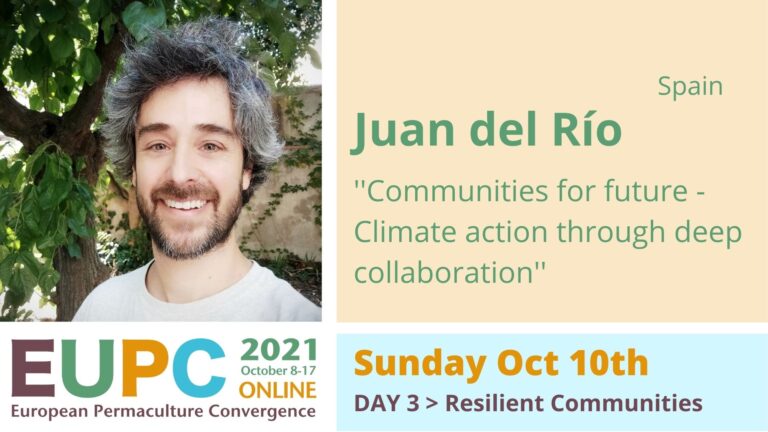 Spain
Juan del Río
''Communities for future -
Climate action through deep
collaboration''
EUPC 2021
October 8-17
ONLINE
European Permaculture Convergence
Sunday Oct 10th
DAY 3 > Resilient Communities